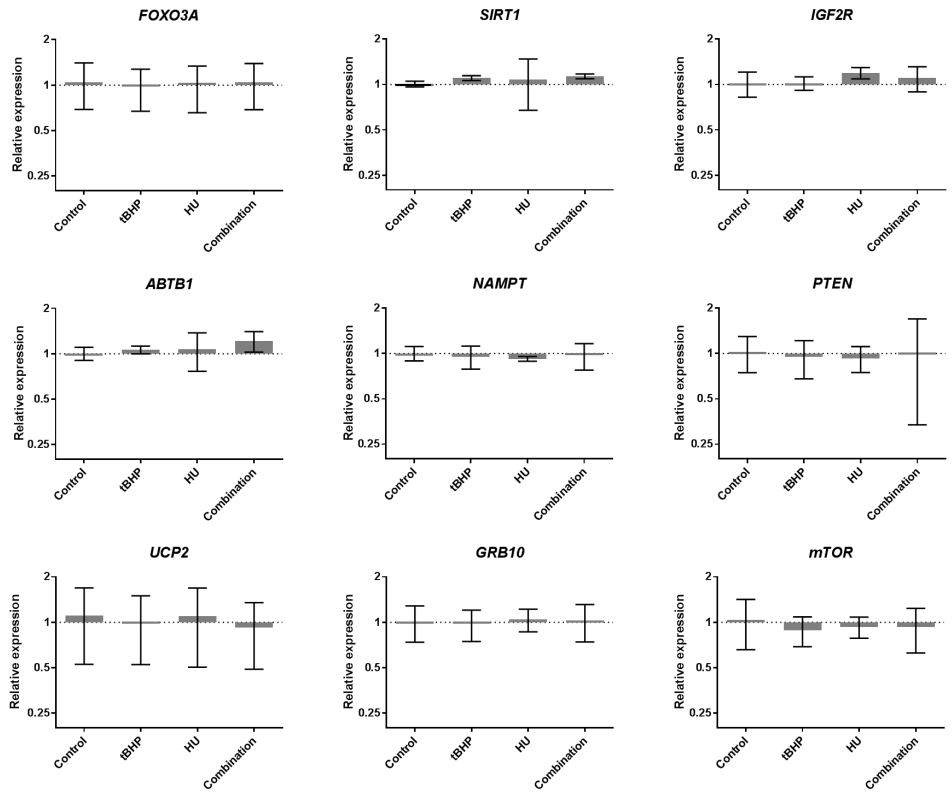 FOXO3A
SIRT1
IGF2R
Relative expression
2
1
0.5
0.25
Control
tBHP
HU
Combination
Relative expression
2
1
0.5
0.25
Control
tBHP
HU
Combination
Relative expression
2
1
0.5
0.25
Control
tBHP
HU
Combination
ABTB1
NAMPT
PTEN
Relative expression
2
1
0.5
0.25
Control
tBHP
HU
Combination
Relative expression
2
1
0.5
0.25
Control
tBHP
HU
Combination
Relative expression
2
1
0.5
0.25
Control
tBHP
HU
Combination
UCP2
GRB10
mTOR
Relative expression
2
1
0.5
0.25
Control
tBHP
HU
Combination
Relative expression
2
1
0.5
0.25
Control
tBHP
HU
Combination
Relative expression
2
1
0.5
0.25
Control
tBHP
HU
Combination